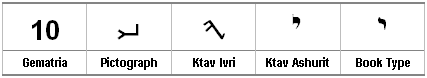 10 י י
Gematria Pictograph Ktav Ivri Ktav Ashurit Book Type